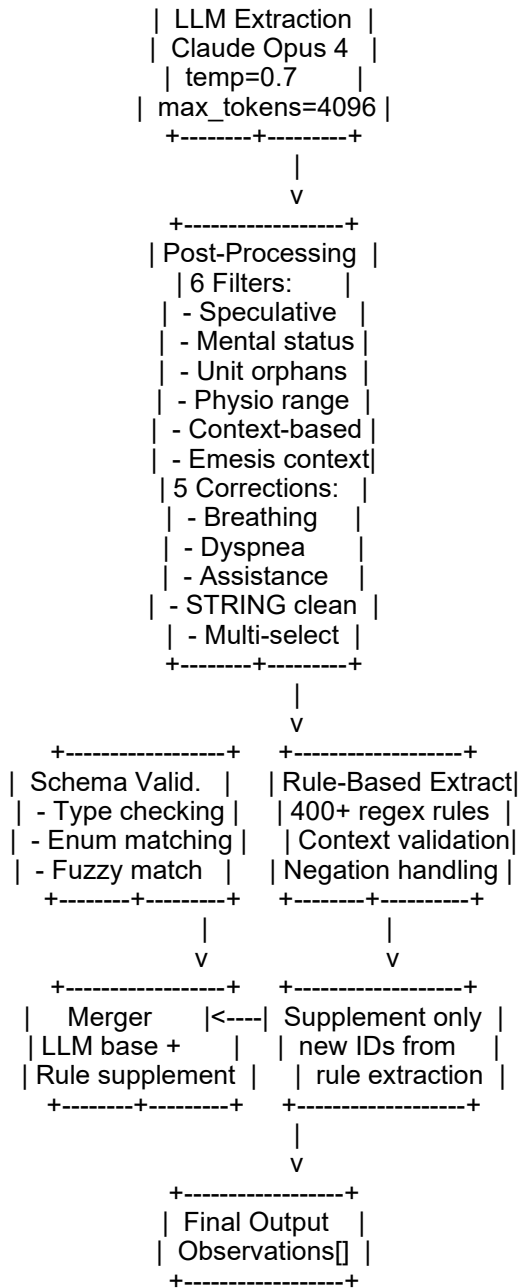 | LLM Extraction |
| Claude Opus 4 |
| temp=0.7 |
| max_tokens=4096 |
+--------+---------+
|
v
+------------------+
| Post-Processing |
| 6 Filters: |
| - Speculative |
| - Mental status |
| - Unit orphans |
| - Physio range |
| - Context-based |
| - Emesis context|
| 5 Corrections: |
| - Breathing |
| - Dyspnea |
| - Assistance |
| - STRING clean |
| - Multi-select |
+--------+---------+
|
v
+------------------+ +-------------------+
| Schema Valid. | | Rule-Based Extract|
| - Type checking | | 400+ regex rules |
| - Enum matching | | Context validation|
| - Fuzzy match | | Negation handling |
+--------+---------+ +--------+----------+
| |
v v
+------------------+ +-------------------+
| Merger |<----| Supplement only |
| LLM base + | | new IDs from |
| Rule supplement | | rule extraction |
+--------+---------+ +-------------------+
|
v
+------------------+
| Final Output |
| Observations[] |
+------------------+